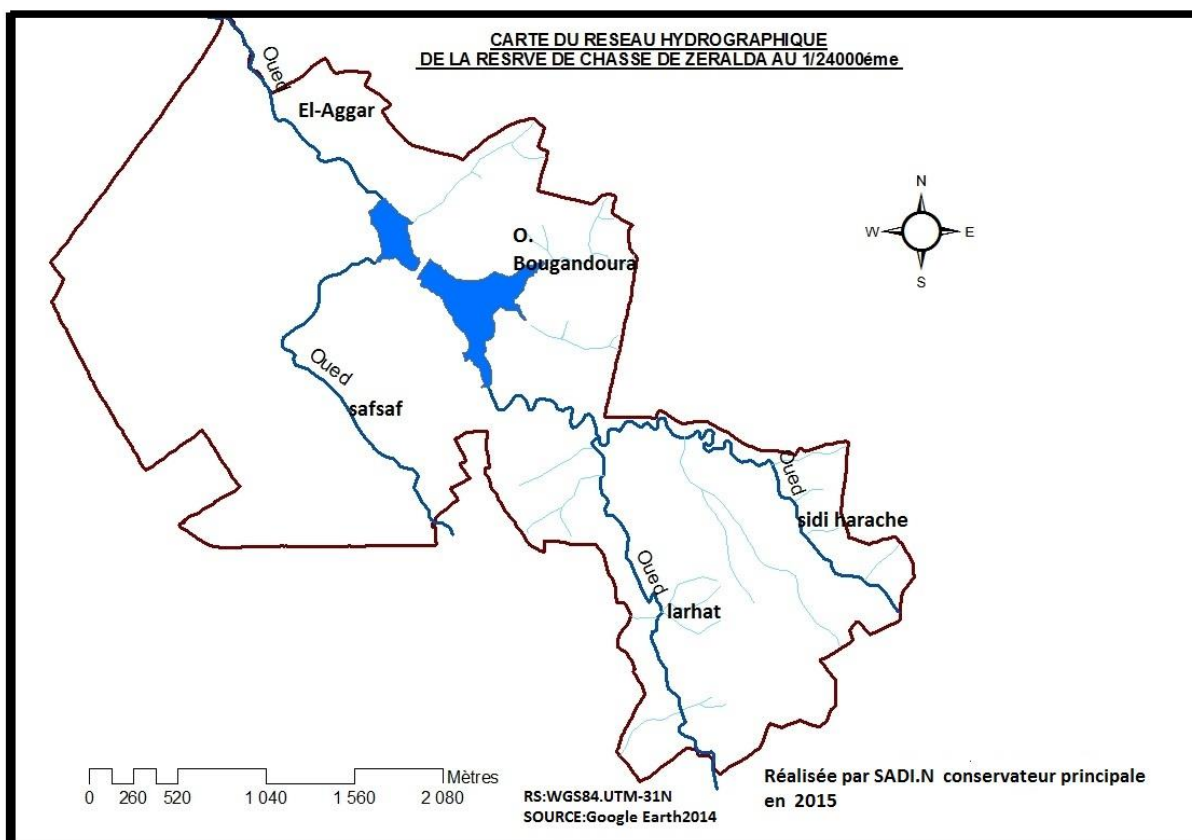 CARTE DU RESEAU HYDROGRAPHIQUE
DE LA RESRVE DE CHASSE DE ZERALDA AU 1/24000éme
Oued
El-Aggar
O.
Bougandoura
N
W E
S
Oued
safsaf
Oued
sidi harache
Oued
larhat
Mètres
0 260 520 1 040 1 560 2 080
RS:WGS84.UTM-31N
SOURCE:Google Earth2014
Réalisée par SADI.N conservateur principale
en 2015